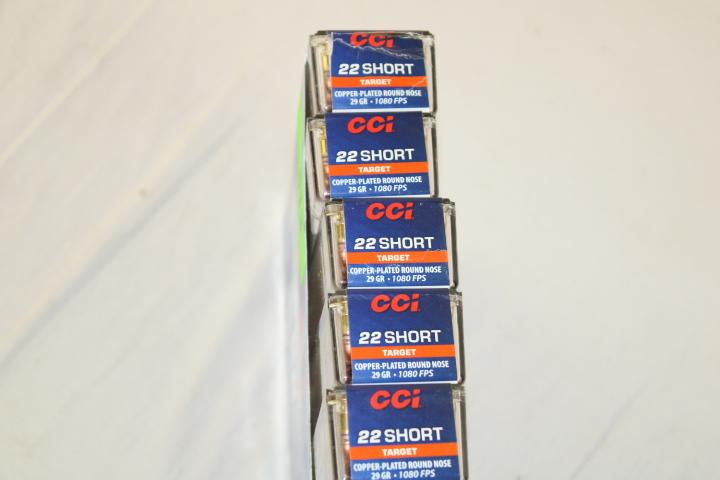 CCi
22 SHORT
TARGET
COPPER-PLATED ROUND NOSE
29 GR • 1080 FPS
CCi
22 SHORT
TARGET
COPPER-PLATED ROUND NOSE
29 GR • 1080 FPS
CCi
22 SHORT
TARGET
COPPER-PLATED ROUND NOSE
29 GR • 1080 FPS
CCi
22 SHORT
TARGET
COPPER-PLATED ROUND NOSE
29 GR • 1080 FPS
CCi
22 SHORT
TARGET
COPPER-PLATED ROUND NOSE
29 GR • 1080 FPS